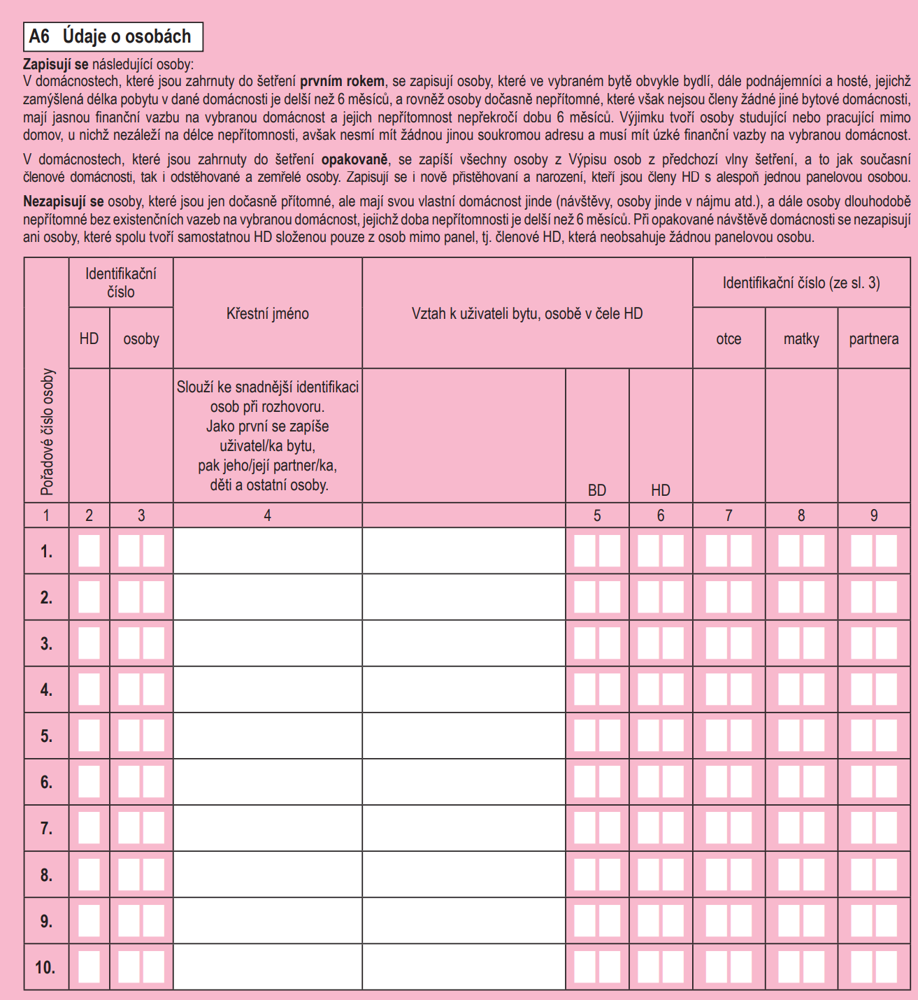 A6 Údaje o osobách
Zapisují se následující osoby:
V domácnostech, které jsou zahrnuty do šetření prvním rokem, se zapisují osoby, které ve vybraném bytě obvykle bydlí, dále podnájemníci a hosté, jejichž
zamýšlená délka pobytu v dané domácnosti je delší než 6 měsíců, a rovněž osoby dočasně nepřítomné, které však nejsou členy žádné jiné bytové domácnosti,
mají jasnou finanční vazbu na vybranou domácnost a jejich nepřítomnost nepřekročí dobu 6 měsíců. Výjimku tvoří osoby studující nebo pracující mimo
domov, u nichž nezáleží na délce nepřítomnosti, avšak nesmí mít žádnou jinou soukromou adresu a musí mít úzké finanční vazby na vybranou domácnost.
V domácnostech, které jsou zahrnuty do šetření opakovaně, se zapíší všechny osoby z Výpisu osob z předchozí vlny šetření, a to jak současní
členové domácnosti, tak i odstěhované a zemřelé osoby. Zapisují se i nově přistěhovaní a narození, kteří jsou členy HD s alespoň jednou panelovou osobou.
Nezapisují se osoby, které jsou jen dočasně přítomné, ale mají svou vlastní domácnost jinde (návštěvy, osoby jinde v nájmu atd.), a dále osoby dlouhodobě
nepřítomné bez existenčních vazeb na vybranou domácnost, jejichž doba nepřítomnosti je delší než 6 měsíců. Při opakované návštěvě domácnosti se nezapisují
ani osoby, které spolu tvoří samostatnou HD složenou pouze z osob mimo panel, tj. členové HD, která neobsahuje žádnou panelovou osobu.
Pořadové číslo osoby
Identifikační
číslo
HD
osoby
Křestní jméno
Vztah k uživateli bytu, osobě v čele HD
Identifikační číslo (ze sl. 3)
otce
matky
partnera
Slouží ke snadnější identifikaci
osob při rozhovoru.
Jako první se zapíše
uživatel/ka bytu,
pak jeho/její partner/ka,
děti a ostatní osoby.
BD
HD
1 2 3 4 5 6 7 8 9
1.
2.
3.
4.
5.
6.
7.
8.
9.
10.